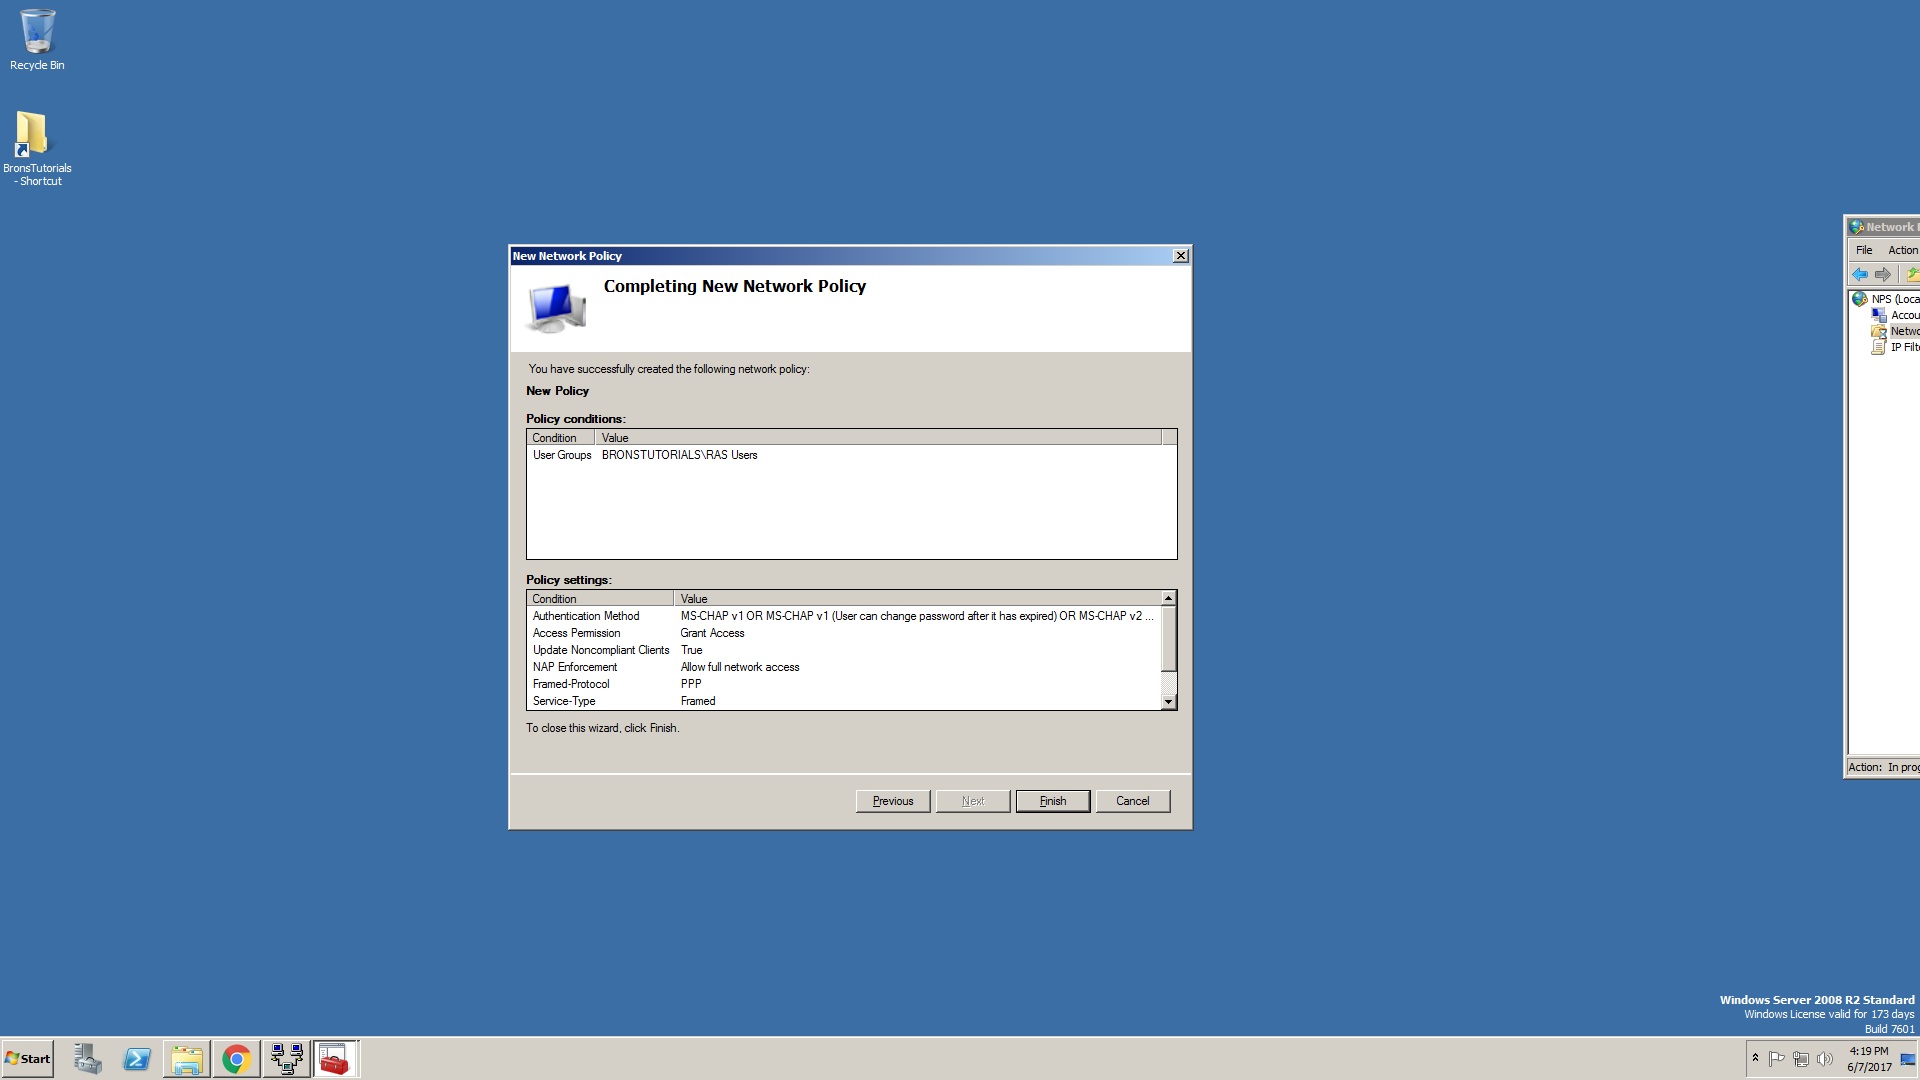 Recycle Bin
BronsTutorials
- Shortcut
New Network Policy
Completing New Network Policy
You have successfully created the following network policy:
New Policy
Policy conditions:
Condition Value
User Groups BRONSTUTORIALS\RAS Users
Policy settings:
Condition Value
Authentication Method MS-CHAP v1 OR MS-CHAP v1 (User can change password after it has expired) OR MS-CHAP v2 ...
Access Permission Grant Access
Update Noncompliant Clients True
NAP Enforcement Allow full network access
Framed-Protocol PPP
Service-Type Framed
To close this wizard, click Finish.
Previous Next Finish Cancel
Network P
File Action
NPS (Loca
Accou
Netwo
IP Filte
Action: In prog
Windows Server 2008 R2 Standard
Windows License valid for 173 days
Build 7601
Start
4:19 PM
6/7/2017